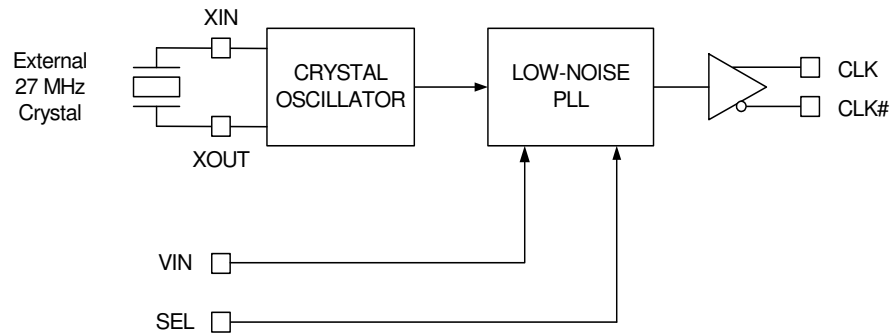 XIN
External
27 MHz
Crystal
CRYSTAL
OSCILLATOR
LOW-NOISE
PLL
CLK
CLK#
XOUT
VIN
SEL